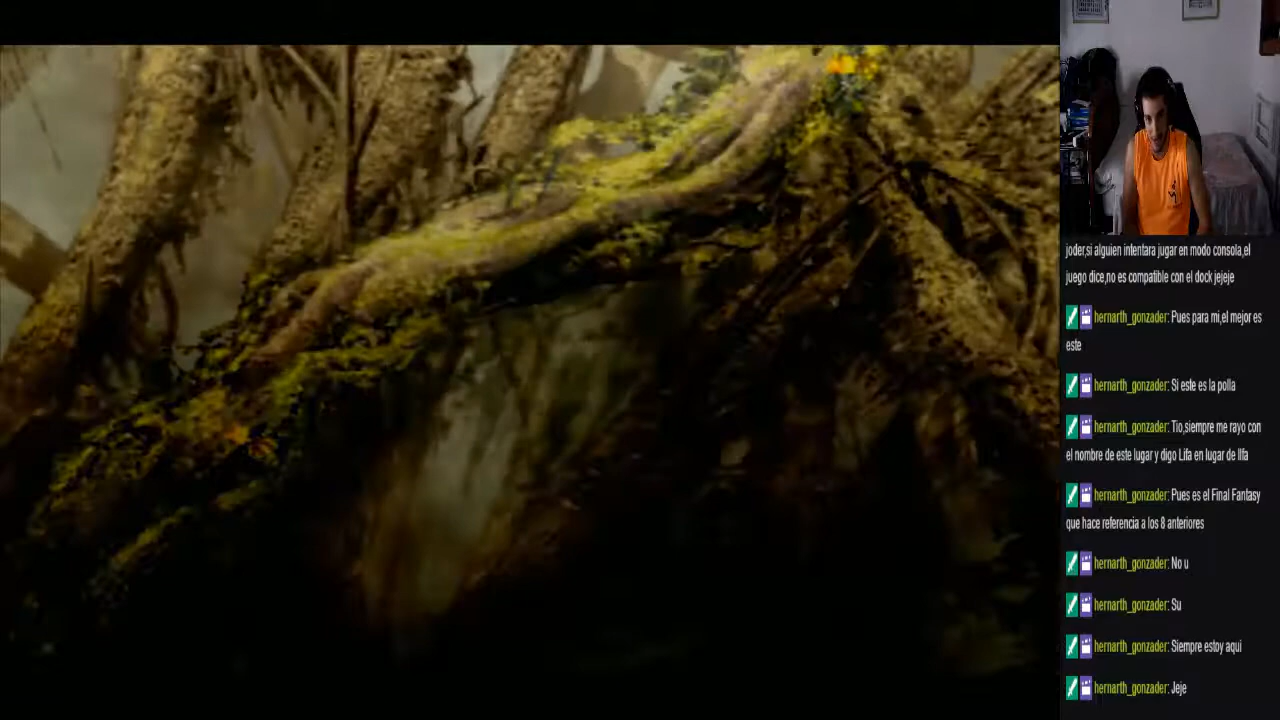 joder,si alguien intentara jugar en modo consola,el
juego dice,no es compatible con el dock jejeje
hernarth_gonzader: Pues para mi,el mejor es
este
hernarth_gonzader: Si este es la polla
hernarth_gonzader: Tio,siempre me rayo con
el nombre de este lugar y digo Lifa en lugar de Ilfa
hernarth_gonzader: Pues es el Final Fantasy
que hace referencia a los 8 anteriores
hernarth_gonzader: No u
hernarth_gonzader: Su
hernarth_gonzader: Siempre estoy aqui
hernarth_gonzader: Jeje